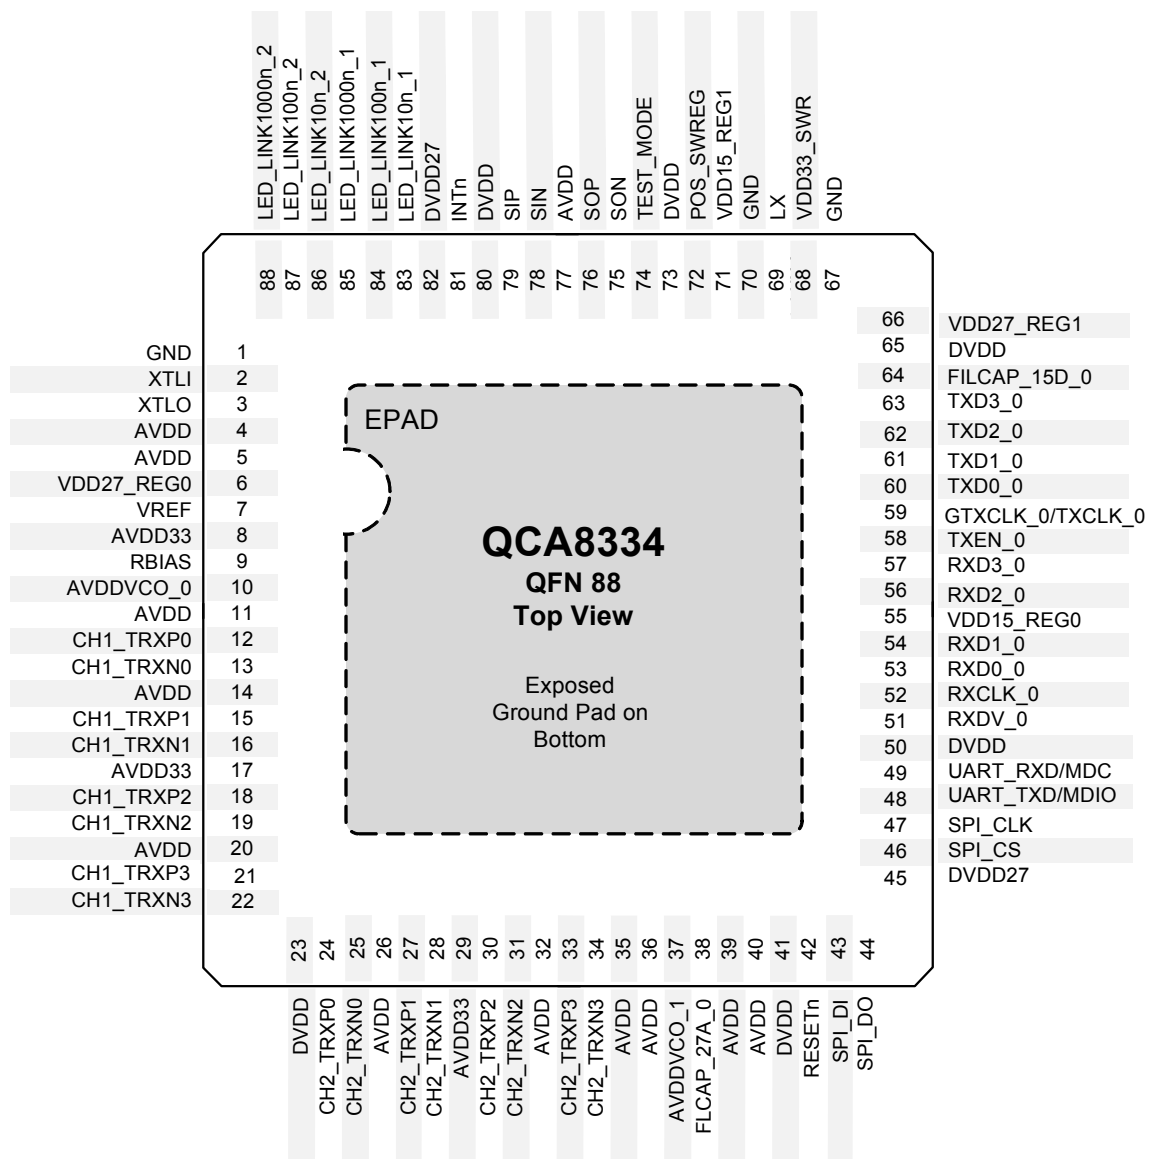 LED_LINK1000n_2
LED_LINK100n_2
LED_LINK10n_2
LED_LINK1000n_1
LED_LINK100n_1
LED_LINK10n_1
DVDD27
INTn
DVDD
SIP
SIN
AVDD
SOP
SON
TEST_MODE
DVDD
POS_SWREG
VDD15_REG1
GND
LX
VDD33_SWR
GND
88
87
86
85
84
83
82
81
80
79
78
77
76
75
74
73
72
71
70
69
68
67
GND 1
XTLI 2
XTLO 3
AVDD 4
AVDD 5
VDD27_REG0 6
VREF 7
AVDD33 8
RBIAS 9
AVDDVCO_0 10
AVDD 11
CH1_TRXP0 12
CH1_TRXN0 13
AVDD 14
CH1_TRXP1 15
CH1_TRXN1 16
AVDD33 17
CH1_TRXP2 18
CH1_TRXN2 19
AVDD 20
CH1_TRXP3 21
CH1_TRXN3 22
EPAD
QCA8334
QFN 88
Top View
Exposed
Ground Pad on
Bottom
66 VDD27_REG1
65 DVDD
64 FILCAP_15D_0
63 TXD3_0
62 TXD2_0
61 TXD1_0
60 TXD0_0
59 GTXCLK_0/TXCLK_0
58 TXEN_0
57 RXD3_0
56 RXD2_0
55 VDD15_REG0
54 RXD1_0
53 RXD0_0
52 RXCLK_0
51 RXDV_0
50 DVDD
49 UART_RXD/MDC
48 UART_TXD/MDIO
47 SPI_CLK
46 SPI_CS
45 DVDD27
23
24
25
26
27
28
29
30
31
32
33
34
35
36
37
38
39
40
41
42
43
44
DVDD
CH2_TRXP0
CH2_TRXN0
AVDD
CH2_TRXP1
CH2_TRXN1
AVDD33
CH2_TRXP2
CH2_TRXN2
AVDD
CH2_TRXP3
CH2_TRXN3
AVDD
AVDD
AVDDVCO_1
FLCAP_27A_0
AVDD
AVDD
DVDD
RESETn
SPI_DI
SPI_DO